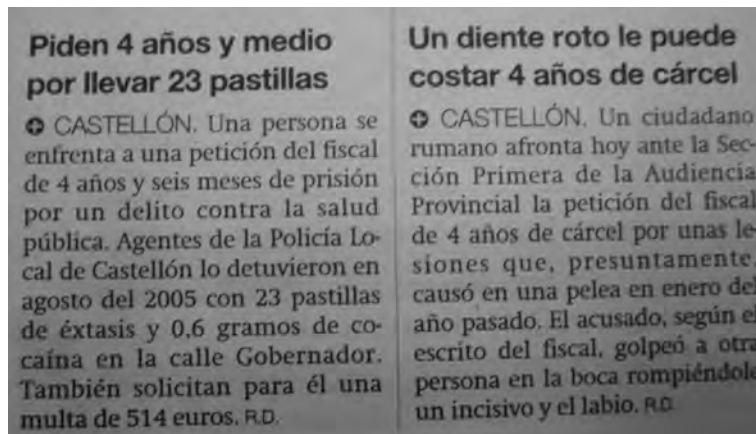 Piden 4 años y medio
por llevar 23 pastillas
CASTELLÓN. Una persona se
enfrenta a una petición del fiscal
de 4 años y seis meses de prisión
por un delito contra la salud
pública. Agentes de la Policía Lo-
cal de Castellón lo detuvieron en
agosto del 2005 con 23 pastillas
de éxtasis y 0,6 gramos de co-
caína en la calle Gobernador.
También solicitan para él una
multa de 514 euros. R.D.
Un diente roto le puede
costar 4 años de cárcel
CASTELLÓN. Un ciudadano
rumano afronta hoy ante la Sec-
ción Primera de la Audiencia
Provincial la petición del fiscal
de 4 años de cárcel por unas le-
siones que, presuntamente,
causó en una pelea en enero del
año pasado. El acusado, según el
escrito del fiscal, golpeó a otra
persona en la boca rompiéndole
un incisivo y el labio. R.D.